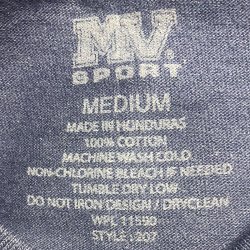 MV
SPORT
MEDIUM
MADE IN HONDURAS
100% COTTON
MACHINE WASH COLD
NON-CHLORINE BLEACH IF NEEDED
TUMBLE DRY LOW
DO NOT IRON DESIGN / DRYCLEAN
WPL 11590
STYLE : 207